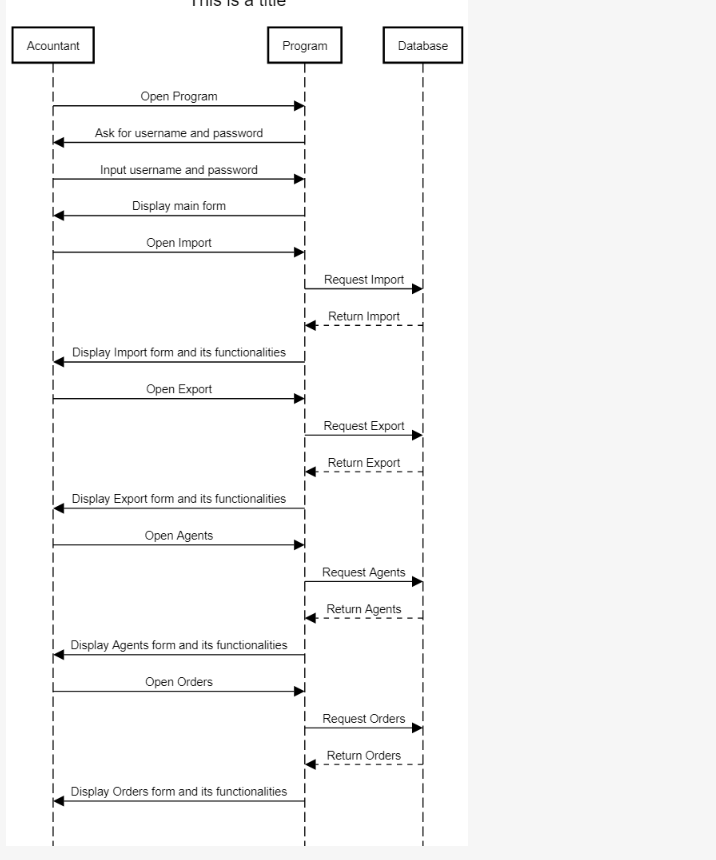 This is a title
Acountant
Program
Database
Open Program
Ask for username and password
Input username and password
Display main form
Open Import
Request Import
Return Import
Display Import form and its functionalities
Open Export
Request Export
Return Export
Display Export form and its functionalities
Open Agents
Request Agents
Return Agents
Display Agents form and its functionalities
Open Orders
Request Orders
Return Orders
Display Orders form and its functionalities